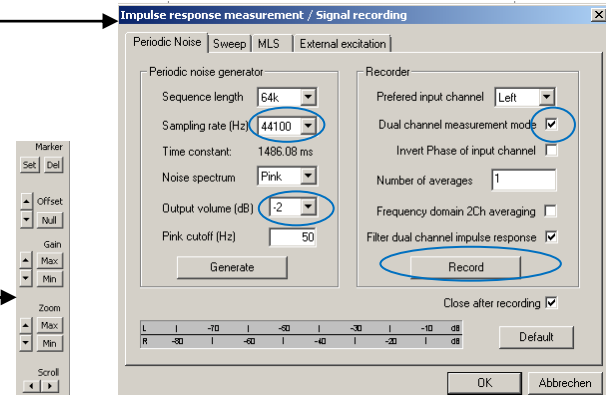 Impulse response measurement / Signal recording
Periodic Noise Sweep MLS External excitation
Periodic noise generator
Sequence length 64k
Sampling rate (Hz) 44100
Time constant: 1486.08 ms
Noise spectrum Pink
Output volume (dB) -2
Pink cutoff (Hz) 50
Generate
Recorder
Prefered input channel Left
Dual channel measurement mode
Invert Phase of input channel
Number of averages 1
Frequency domain 2Ch averaging
Filter dual channel impulse response
Record
Close after recording
L -70 -50 -30 -10 dB
R -80 -60 -40 -20 dB
Default
OK Abbrechen
Marker
Set Del
Offset
Null
Gain
Max
Min
Zoom
Max
Min
Scroll